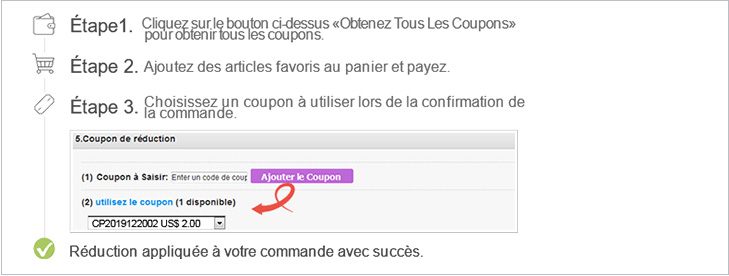 Étape1. Cliquez sur le bouton ci-dessus «Obtenez Tous Les Coupons»
pour obtenir tous les coupons.
Étape 2. Ajoutez des articles favoris au panier et payez.
Étape 3. Choisissez un coupon à utiliser lors de la confirmation de
la commande.
5.Coupon de réduction
(1) Coupon à Saisir: Enter un code de coup Ajouter le Coupon
(2) utilisez le coupon (1 disponible)
CP2019122002 US$ 2.00
Réduction appliquée à votre commande avec succès.